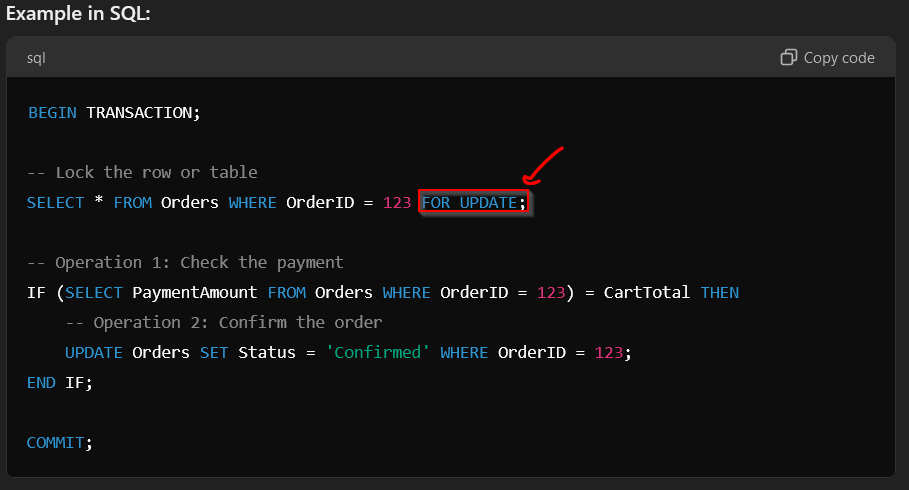 Example in SQL:
sql
Copy code
BEGIN TRANSACTION;
-- Lock the row or table
SELECT * FROM Orders WHERE OrderID = 123 FOR UPDATE;
-- Operation 1: Check the payment
IF (SELECT PaymentAmount FROM Orders WHERE OrderID = 123) = CartTotal THEN
-- Operation 2: Confirm the order
UPDATE Orders SET Status = 'Confirmed' WHERE OrderID = 123;
END IF;
COMMIT;